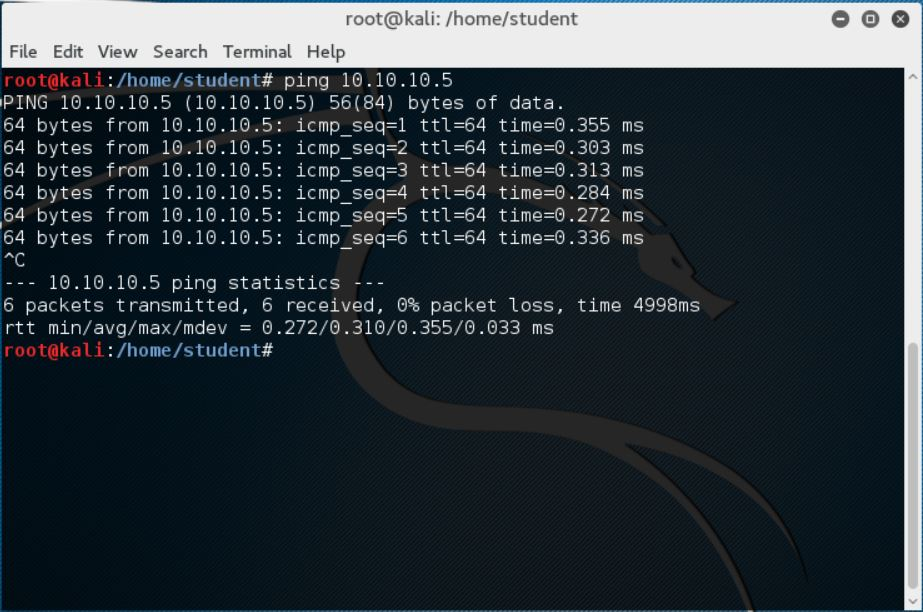 root@kali: /home/student
File Edit View Search Terminal Help
root@kali:/home/student# ping 10.10.10.5
PING 10.10.10.5 (10.10.10.5) 56(84) bytes of data.
64 bytes from 10.10.10.5: icmp_seq=1 ttl=64 time=0.355 ms
64 bytes from 10.10.10.5: icmp_seq=2 ttl=64 time=0.303 ms
64 bytes from 10.10.10.5: icmp_seq=3 ttl=64 time=0.313 ms
64 bytes from 10.10.10.5: icmp_seq=4 ttl=64 time=0.284 ms
64 bytes from 10.10.10.5: icmp_seq=5 ttl=64 time=0.272 ms
64 bytes from 10.10.10.5: icmp_seq=6 ttl=64 time=0.336 ms
^C
--- 10.10.10.5 ping statistics ---
6 packets transmitted, 6 received, 0% packet loss, time 4998ms
rtt min/avg/max/mdev = 0.272/0.310/0.355/0.033 ms
root@kali:/home/student#